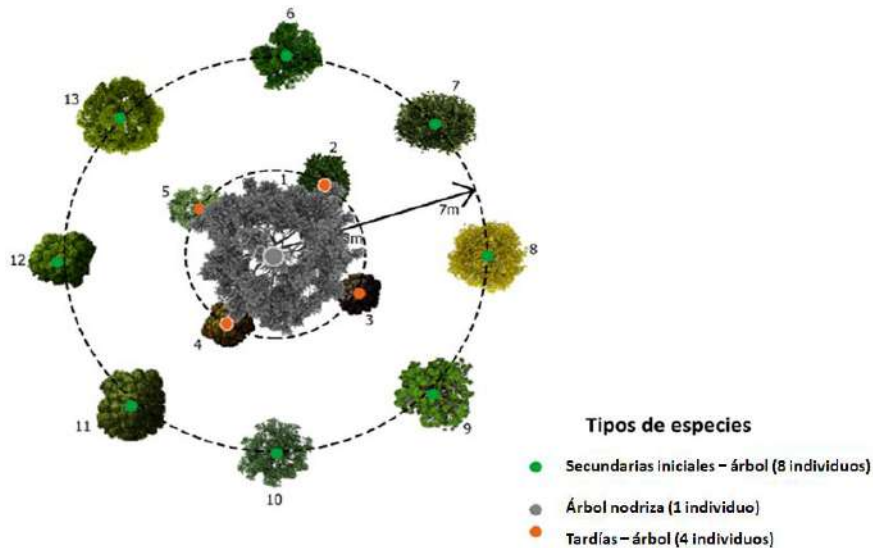 6
13
7
2
1
5
7m
3m
12
8
3
4
11
9
10
Tipos de especies
Secundarias iniciales – árbol (8 individuos)
Árbol nodriza (1 individuo)
Tardías – árbol (4 individuos)